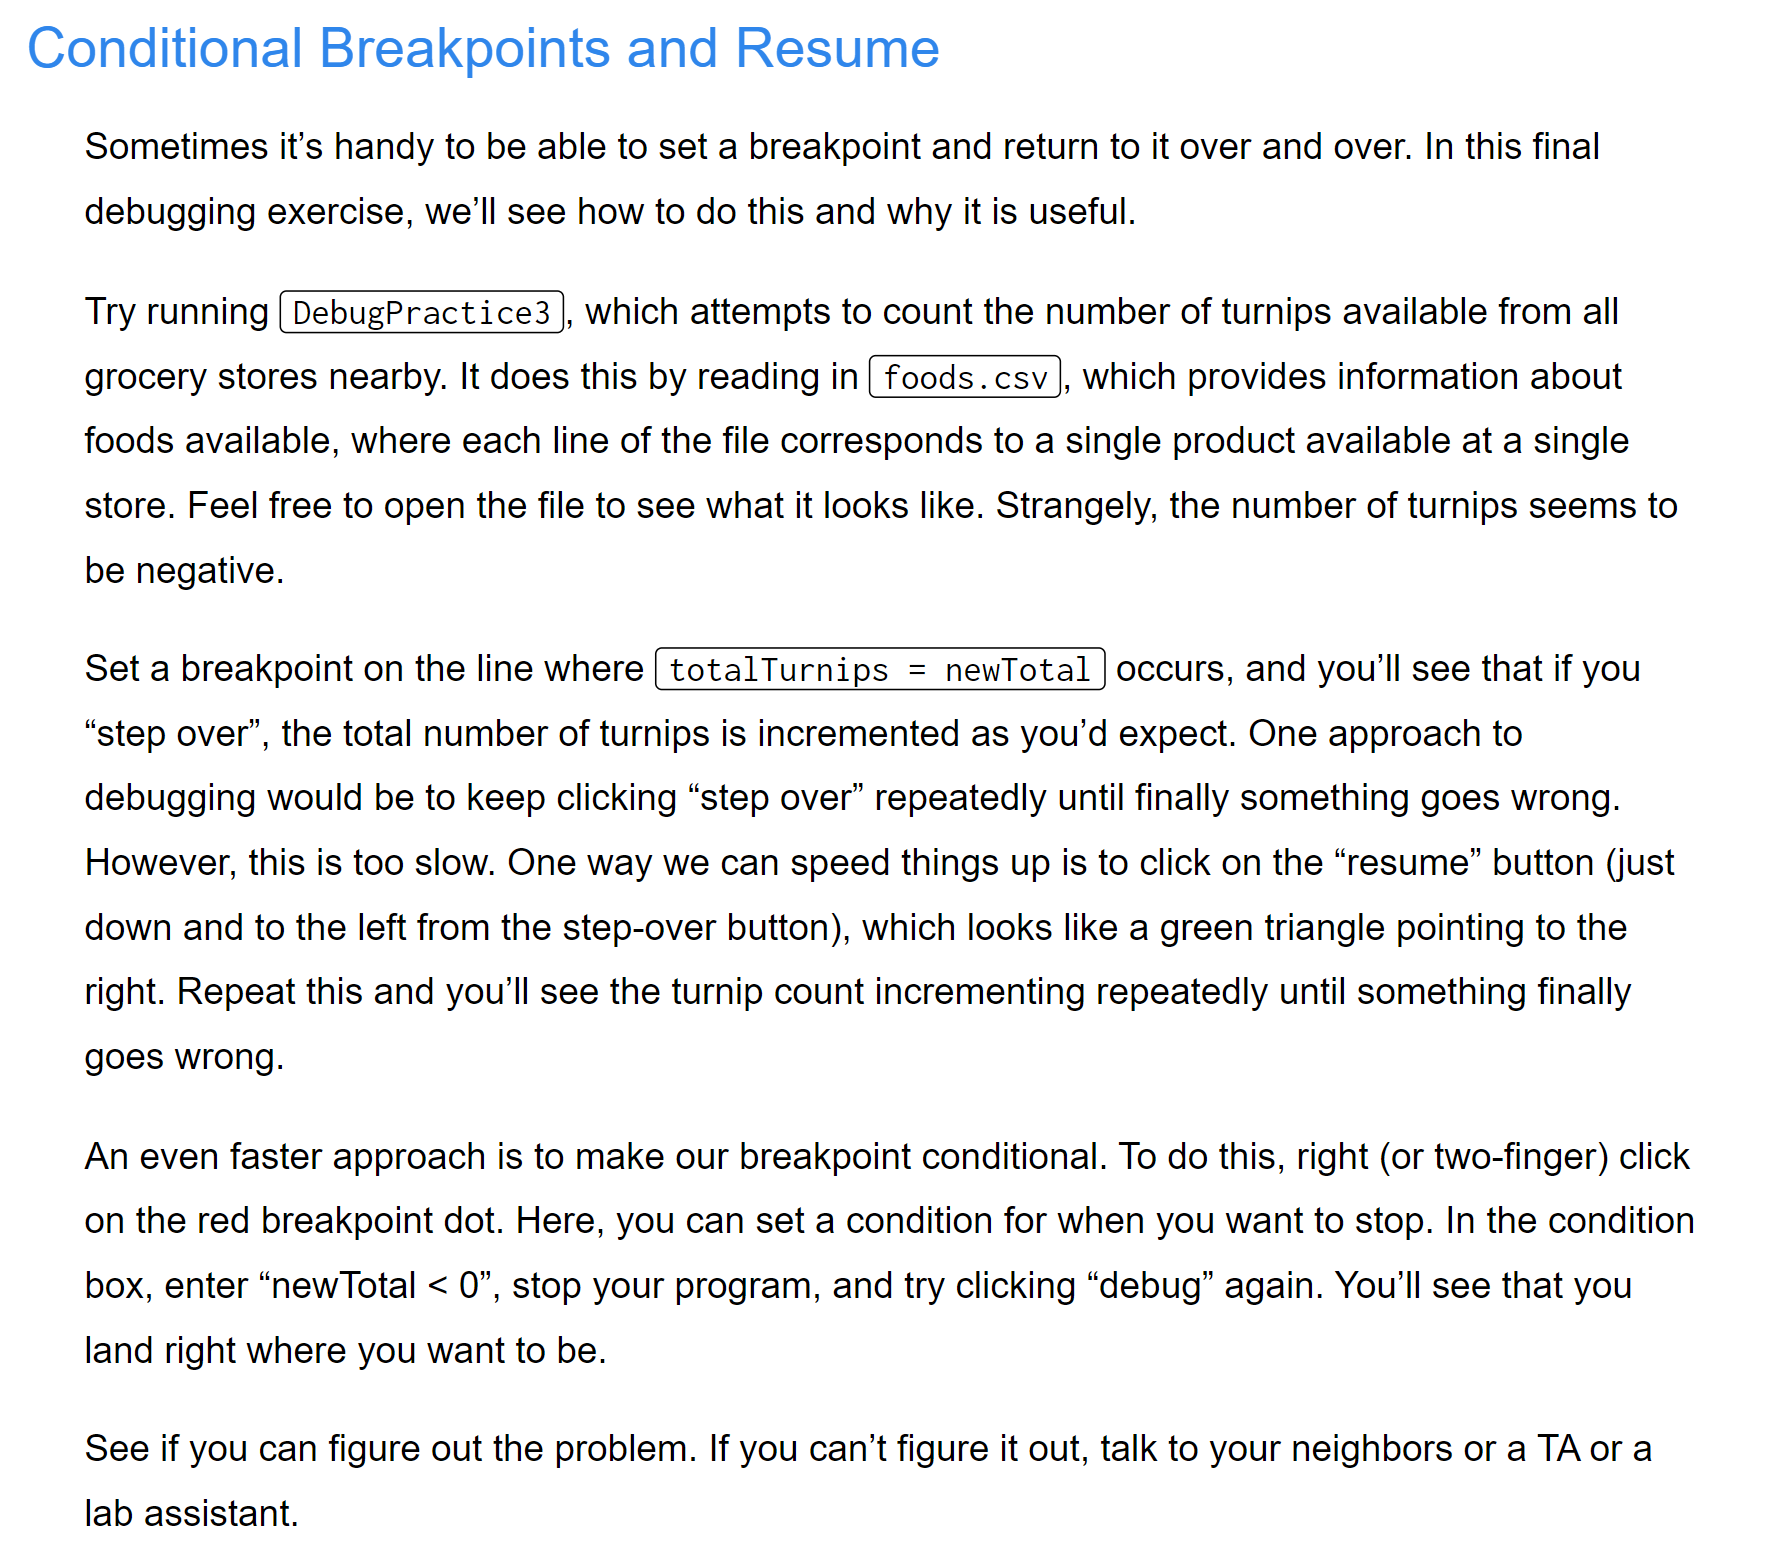 Conditional Breakpoints and Resume
Sometimes it’s handy to be able to set a breakpoint and return to it over and over. In this final
debugging exercise, we’ll see how to do this and why it is useful.
Try running DebugPractice3, which attempts to count the number of turnips available from all
grocery stores nearby. It does this by reading in foods.csv, which provides information about
foods available, where each line of the file corresponds to a single product available at a single
store. Feel free to open the file to see what it looks like. Strangely, the number of turnips seems to
be negative.
Set a breakpoint on the line where totalTurnips = newTotal occurs, and you’ll see that if you
“step over”, the total number of turnips is incremented as you’d expect. One approach to
debugging would be to keep clicking “step over” repeatedly until finally something goes wrong.
However, this is too slow. One way we can speed things up is to click on the “resume” button (just
down and to the left from the step-over button), which looks like a green triangle pointing to the
right. Repeat this and you’ll see the turnip count incrementing repeatedly until something finally
goes wrong.
An even faster approach is to make our breakpoint conditional. To do this, right (or two-finger) click
on the red breakpoint dot. Here, you can set a condition for when you want to stop. In the condition
box, enter “newTotal < 0”, stop your program, and try clicking “debug” again. You’ll see that you
land right where you want to be.
See if you can figure out the problem. If you can’t figure it out, talk to your neighbors or a TA or a
lab assistant.